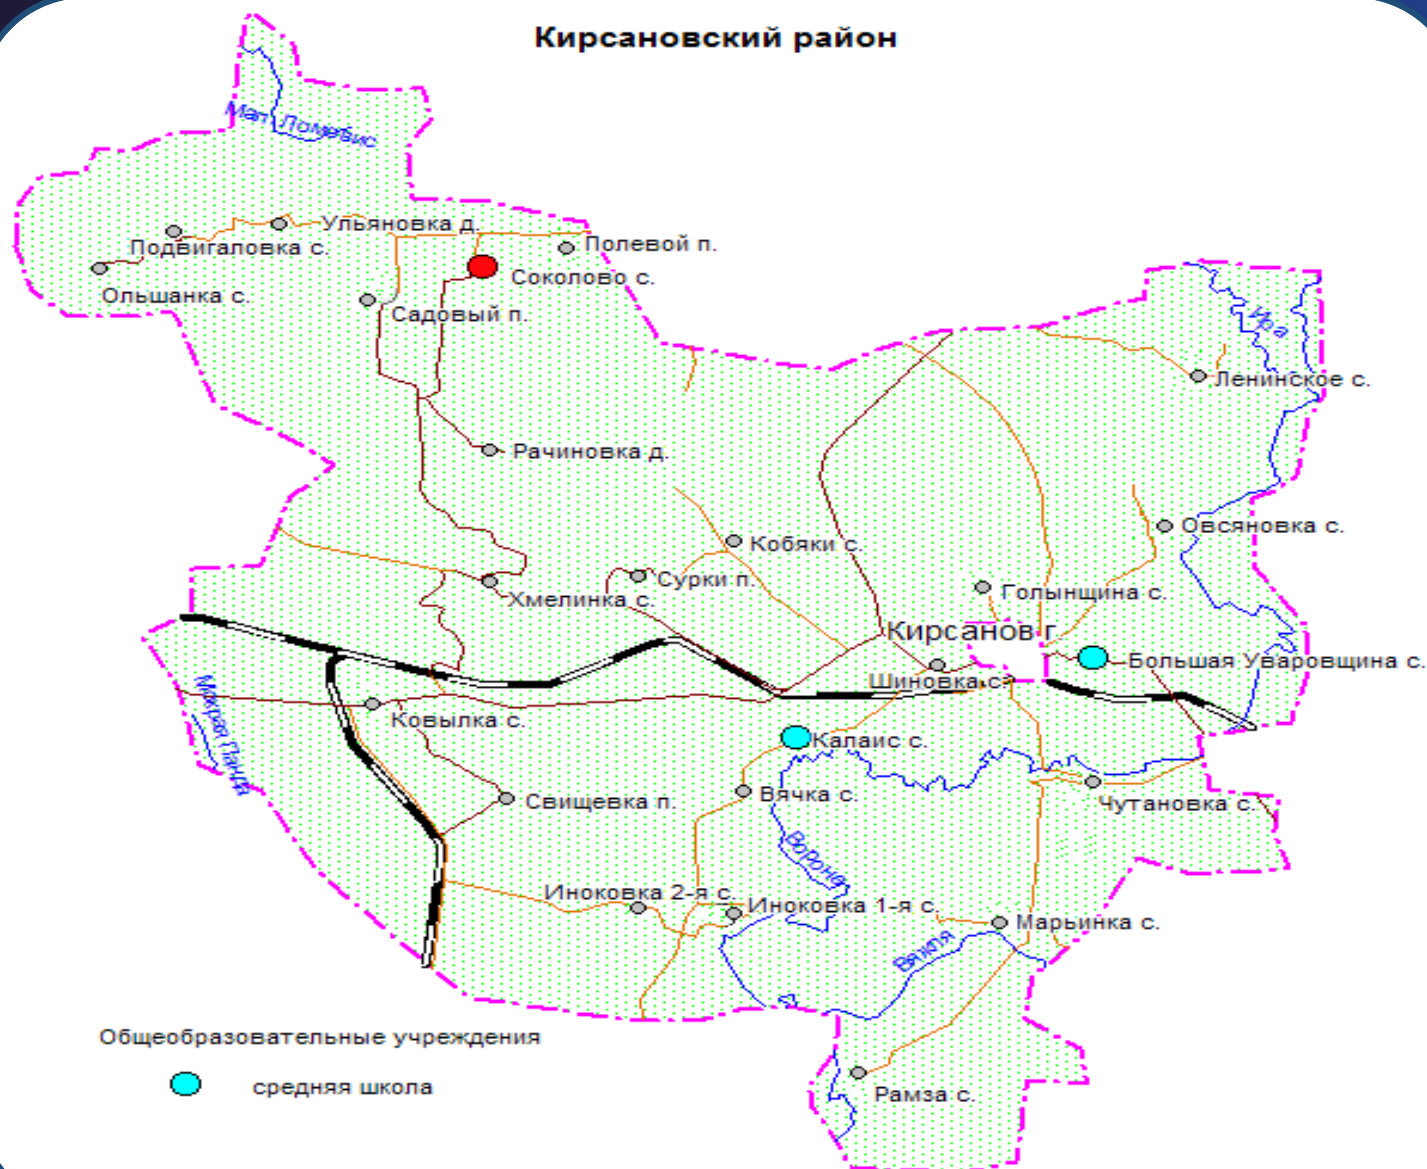 Кирсановский район
Мал. Ломовис
Ульяновка д.
Подвигаловка с.
Полевой п.
Соколово с.
Ольшанка с.
Садовый п.
Ира
Ленинское с.
Рачиновка д.
Овсяновка с.
Кобяки с.
Сурки п.
Голынщина с.
Хмелинка с.
Кирсанов г
Большая Уваровщина с.
Шиновка с.
Мокрая Панда
Ковылка с.
Калаис с.
Свищевка п.
Вячка с.
Чутановка с.
Ворона
Иноковка 2-я с.
Иноковка 1-я с.
Марьинка с.
Вяжля
Общеобразовательные учреждения
средняя школа
Рамза с.